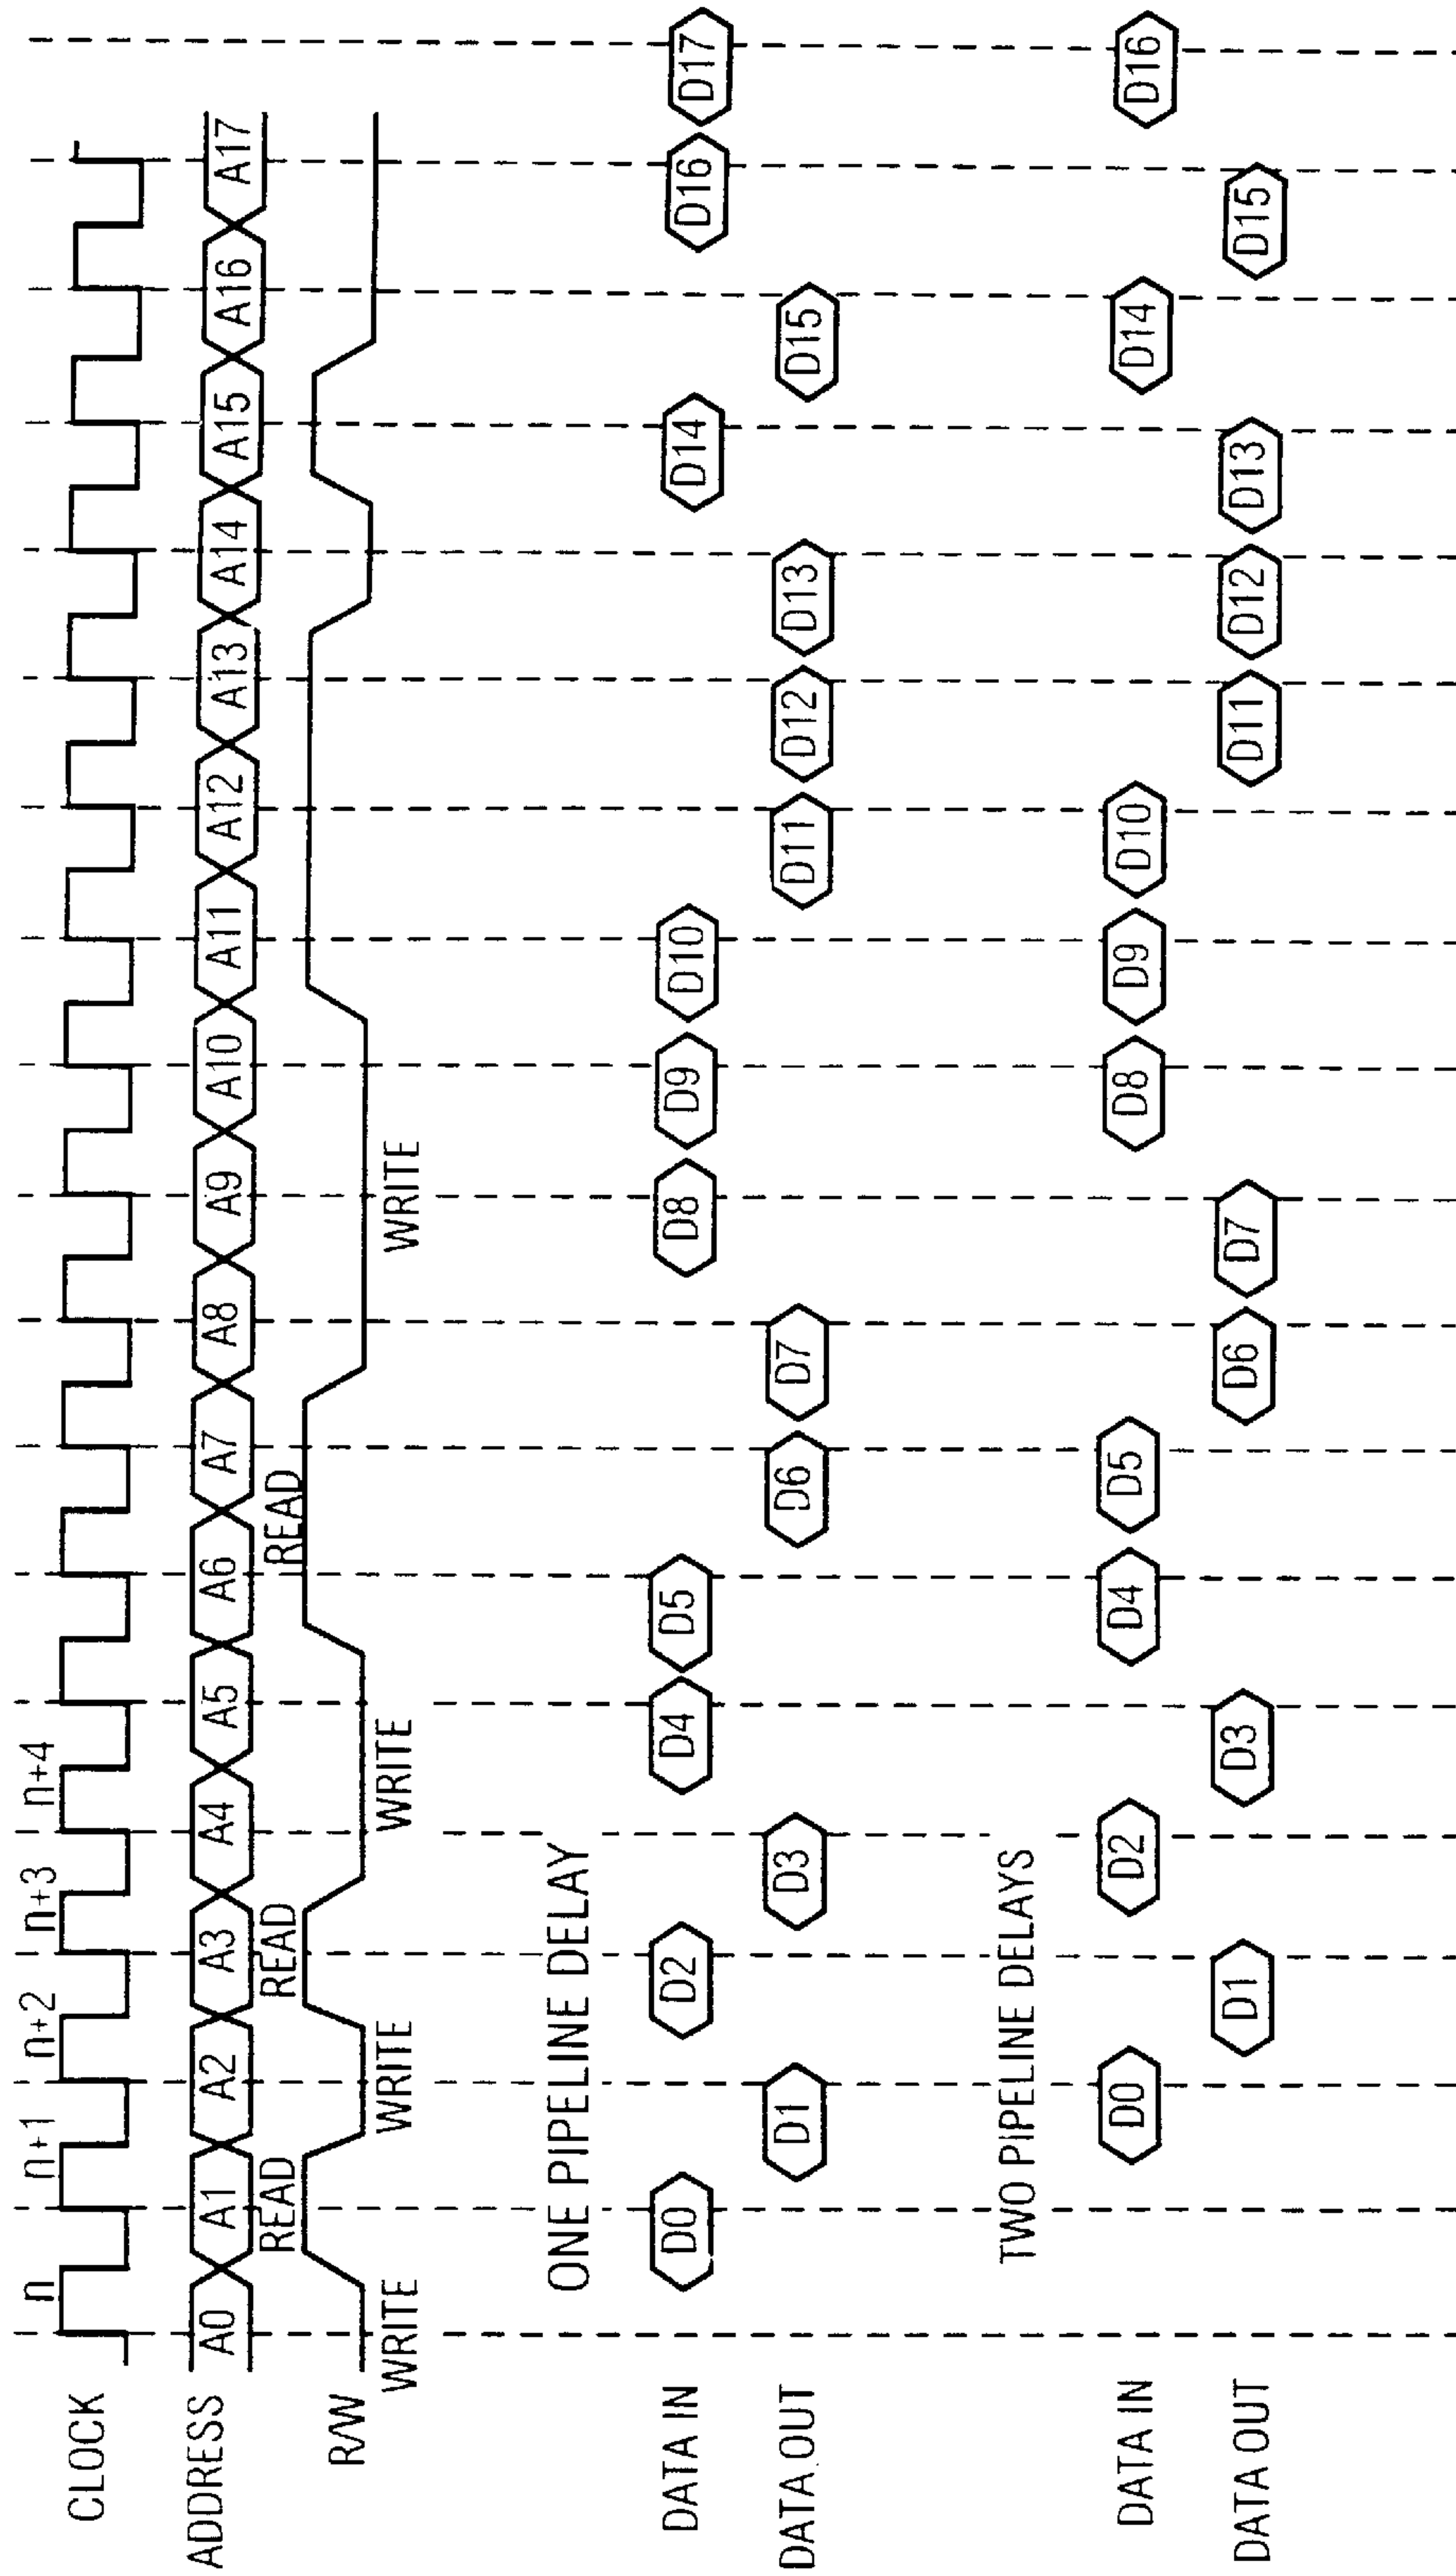 n n+1 n+2 n+3 n+4
CLOCK
ADDRESS A0 A1 A2 A3 A4 A5 A6 A7 A8 A9 A10 A11 A12 A13 A14 A15 A16 A17
READ READ READ
R/W
WRITE WRITE WRITE WRITE
ONE PIPELINE DELAY
DATA IN D0 D2 D4 D5 D8 D9 D10 D14 D16 D17
DATA OUT D1 D3 D6 D7 D11 D12 D13 D15
TWO PIPELINE DELAYS
DATA IN D0 D2 D4 D5 D8 D9 D10 D14 D16
DATA OUT D1 D3 D6 D7 D11 D12 D13 D15